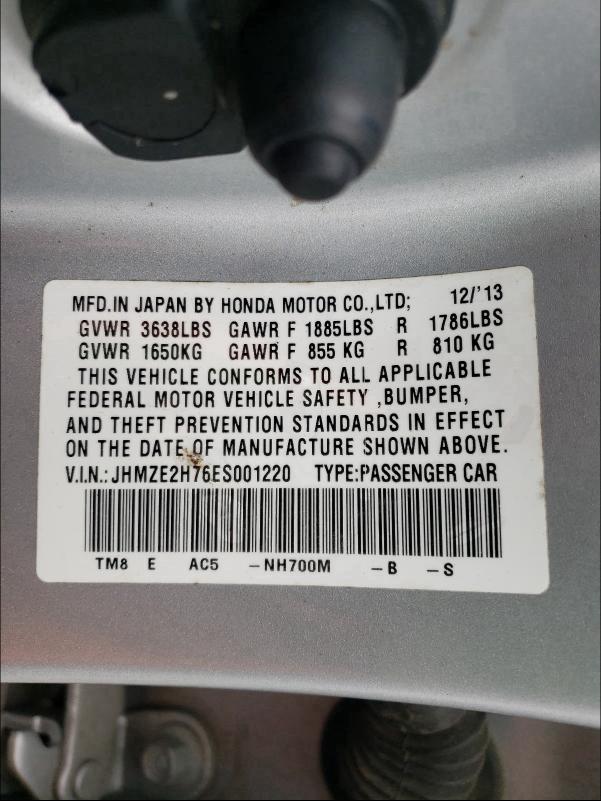 MFD.IN JAPAN BY HONDA MOTOR CO.,LTD; 12/'13
GVWR 3638LBS GAWR F 1885LBS R 1786LBS
GVWR 1650KG GAWR F 855 KG R 810 KG
THIS VEHICLE CONFORMS TO ALL APPLICABLE
FEDERAL MOTOR VEHICLE SAFETY ,BUMPER,
AND THEFT PREVENTION STANDARDS IN EFFECT
ON THE DATE OF MANUFACTURE SHOWN ABOVE.
V.I.N.: JHMZE2H76ES001220 TYPE:PASSENGER CAR
TM8 E AC5 -NH700M -B -S